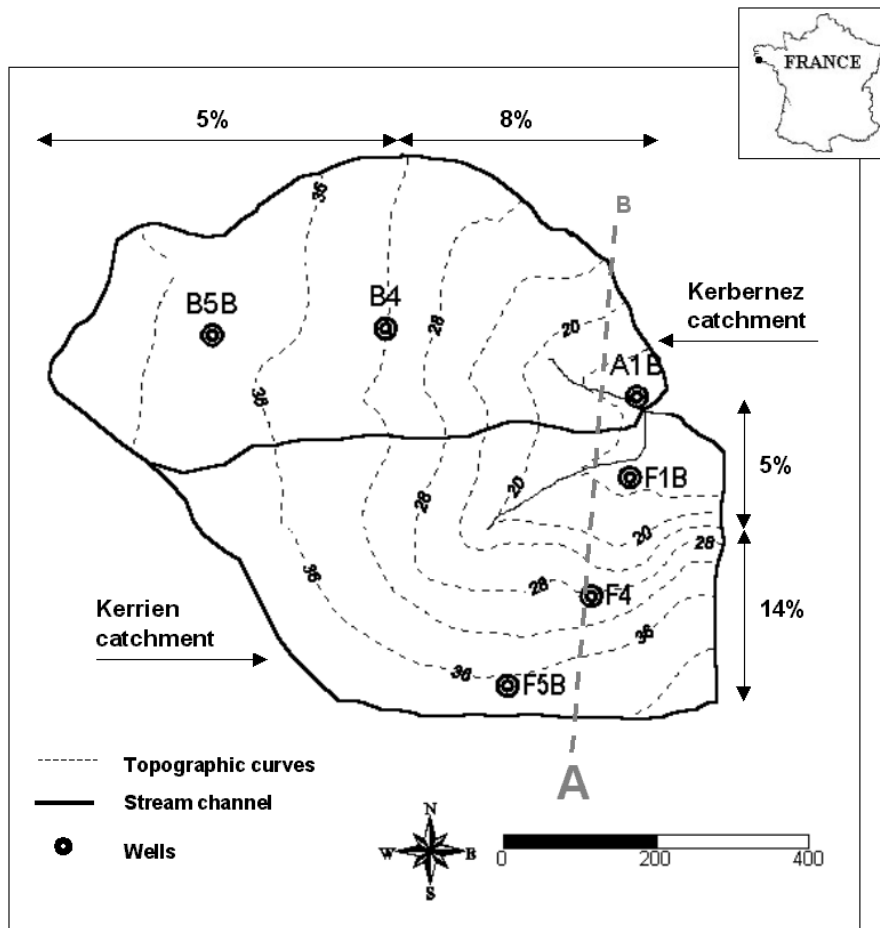 FRANCE
5%
8%
B
36
B5B
B4
28
20
A1B
Kerbernez
catchment
36
5%
F1B
28
20
20
28
36
28
F4
14%
Kerrien
catchment
36
36
F5B
A
Topographic curves
Stream channel
Wells
N
W
E
S
0
200
400